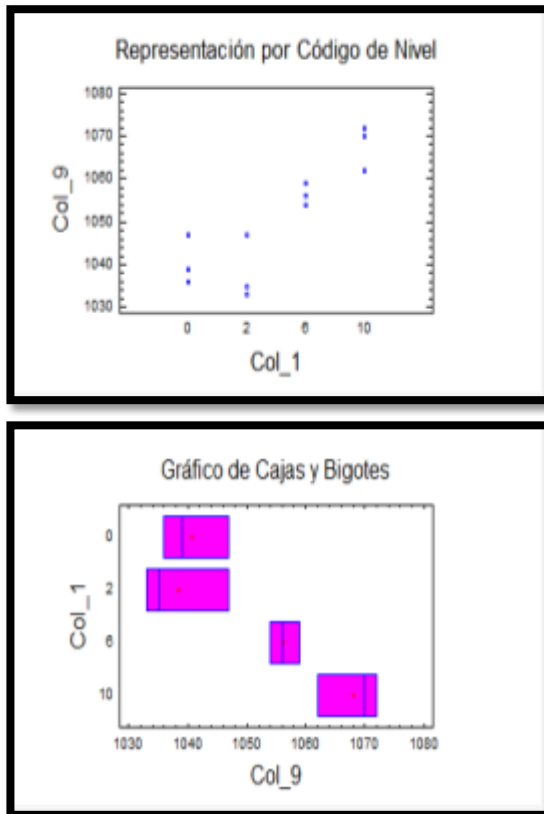 Representación por Código de Nivel
1080
1070
1060
1050
1040
1030
Col_9
0 2 6 10
Col_1
Gráfico de Cajas y Bigotes
0
2
6
10
Col_1
1030 1040 1050 1060 1070 1080
Col_9